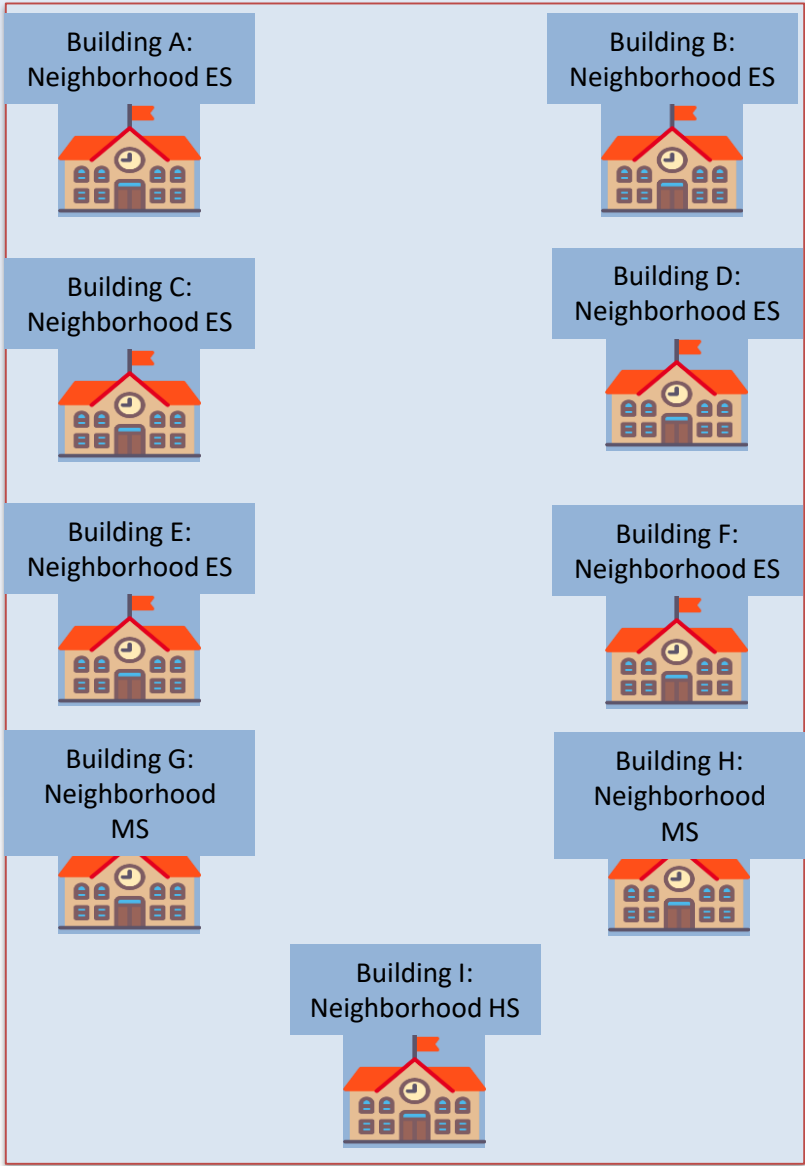 Building A:
Neighborhood ES
Building B:
Neighborhood ES
Building C:
Neighborhood ES
Building D:
Neighborhood ES
Building E:
Neighborhood ES
Building F:
Neighborhood ES
Building G:
Neighborhood
MS
Building H:
Neighborhood
MS
Building I:
Neighborhood HS